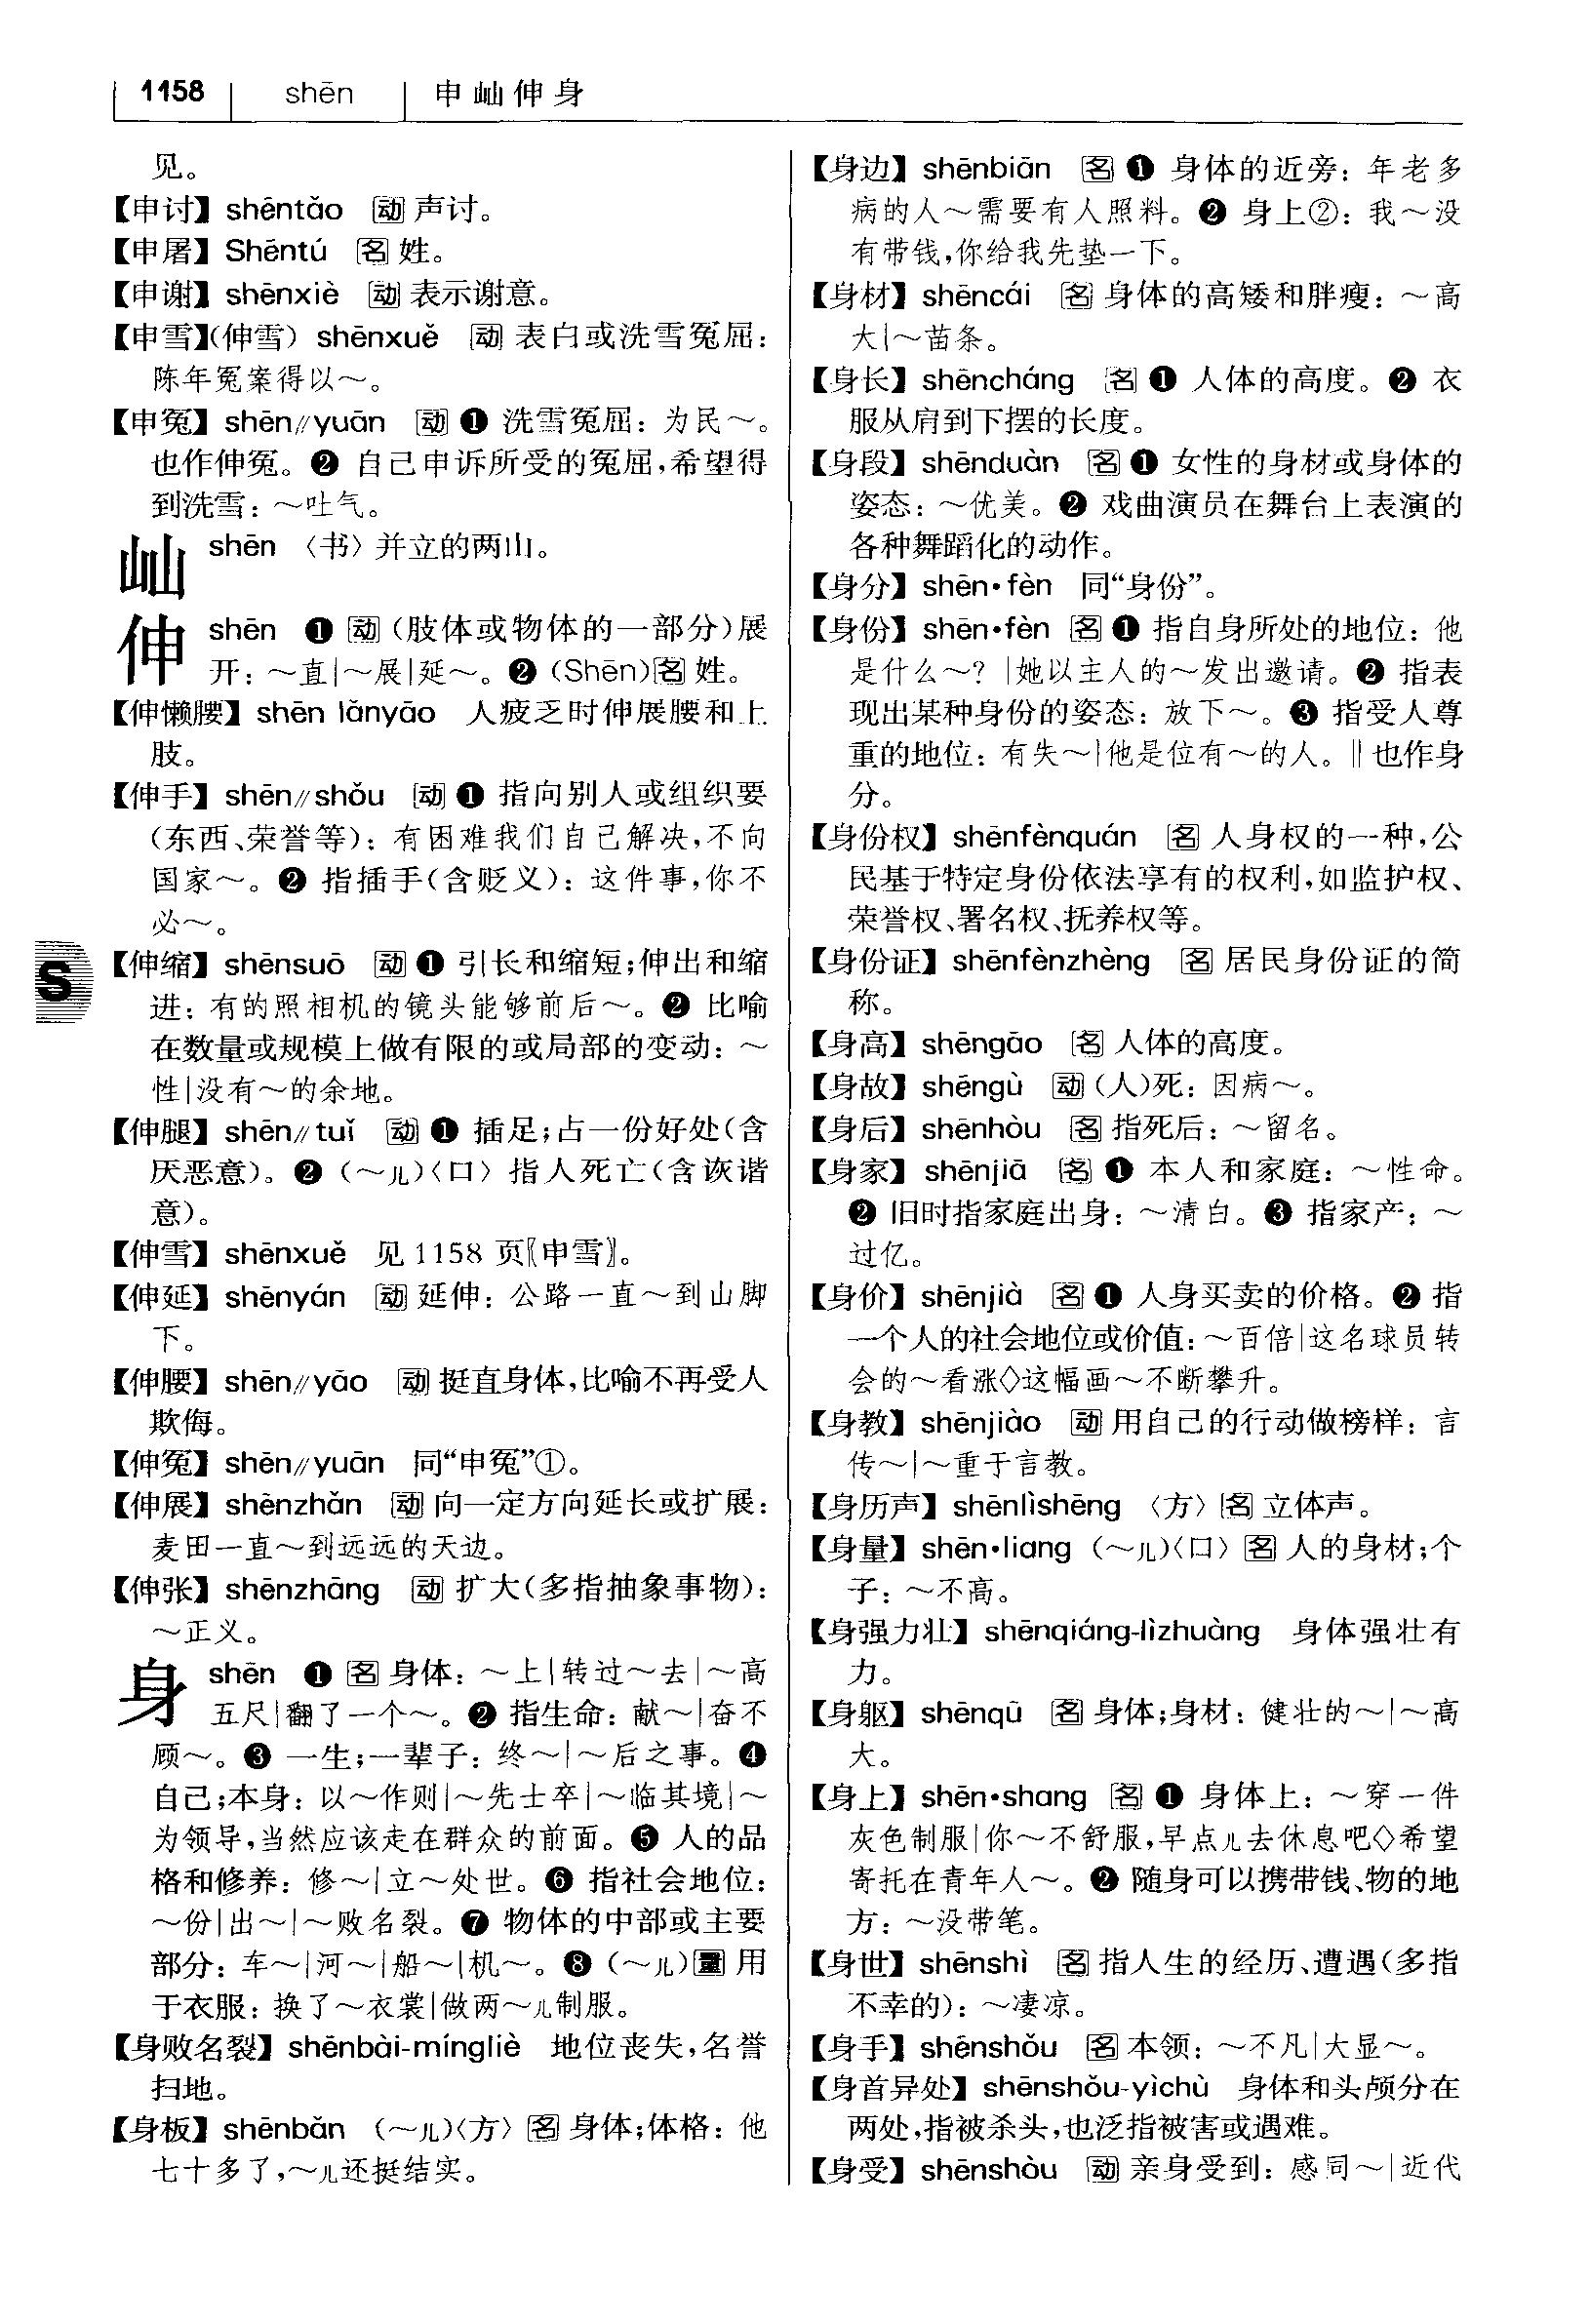 1158 shēn 申屾伸身
见。
【申讨】shēntǎo 动 声讨。
【申屠】Shēntú 名 姓。
【申谢】shēnxiè 动 表示谢意。
【申雪】(伸雪) shēnxuě 动 表白或洗雪冤屈：
陈年冤案得以～。
【申冤】shēn//yuān 动 ❶ 洗雪冤屈：为民～。
也作伸冤。❷ 自己申诉所受的冤屈,希望得
到洗雪：～吐气。
屾 shēn 〈书〉并立的两山。
伸 shēn ❶ 动 (肢体或物体的一部分)展
开：～直|～展|延～。❷ (Shēn)名 姓。
【伸懒腰】shēn lǎnyāo 人疲乏时伸展腰和上
肢。
【伸手】shēn//shǒu 动 ❶ 指向别人或组织要
(东西、荣誉等)：有困难我们自己解决,不向
国家～。❷ 指插手(含贬义)：这件事,你不
必～。
【伸缩】shēnsuō 动 ❶ 引长和缩短;伸出和缩
进：有的照相机的镜头能够前后～。❷ 比喻
在数量或规模上做有限的或局部的变动：～
性|没有～的余地。
【伸腿】shēn//tuǐ 动 ❶ 插足;占一份好处(含
厌恶意)。❷ (～儿)〈口〉指人死亡(含诙谐
意)。
【伸雪】shēnxuě 见 1158 页〖申雪〗。
【伸延】shēnyán 动 延伸：公路一直～到山脚
下。
【伸腰】shēn//yāo 动 挺直身体,比喻不再受人
欺侮。
【伸冤】shēn//yuān 同“申冤”①。
【伸展】shēnzhǎn 动 向一定方向延长或扩展：
麦田一直～到远远的天边。
【伸张】shēnzhāng 动 扩大(多指抽象事物)：
～正义。
身 shēn ❶ 名 身体：～上|转过～去|～高
五尺|翻了一个～。❷ 指生命：献～|奋不
顾～。❸ 一生;一辈子：终～|～后之事。❹
自己;本身：以～作则|～先士卒|～临其境|～
为领导,当然应该走在群众的前面。❺ 人的品
格和修养：修～|立～处世。❻ 指社会地位：
～份|出～|～败名裂。❼ 物体的中部或主要
部分：车～|河～|船～|机～。❽ (～儿)量 用
于衣服：换了～衣裳|做两～儿制服。
【身败名裂】shēnbài-míngliè 地位丧失,名誉
扫地。
【身板】shēnbǎn (～儿)〈方〉名 身体;体格：他
七十多了,～儿还挺结实。
S
【身边】shēnbiān 名 ❶ 身体的近旁：年老多
病的人～需要有人照料。❷ 身上②：我～没
有带钱,你给我先垫一下。
【身材】shēncái 名 身体的高矮和胖瘦：～高
大|～苗条。
【身长】shēncháng 名 ❶ 人体的高度。❷ 衣
服从肩到下摆的长度。
【身段】shēnduàn 名 ❶ 女性的身材或身体的
姿态：～优美。❷ 戏曲演员在舞台上表演的
各种舞蹈化的动作。
【身分】shēn•fèn 同“身份”。
【身份】shēn•fèn 名 ❶ 指自身所处的地位：他
是什么～？|她以主人的～发出邀请。❷ 指表
现出某种身份的姿态：放下～。❸ 指受人尊
重的地位：有失～|他是位有～的人。‖也作身
分。
【身份权】shēnfènquán 名 人身权的一种,公
民基于特定身份依法享有的权利,如监护权、
荣誉权、署名权、抚养权等。
【身份证】shēnfènzhèng 名 居民身份证的简
称。
【身高】shēngāo 名 人体的高度。
【身故】shēngù 动 (人)死：因病～。
【身后】shēnhòu 名 指死后：～留名。
【身家】shēnjiā 名 ❶ 本人和家庭：～性命。
❷ 旧时指家庭出身：～清白。❸ 指家产：～
过亿。
【身价】shēnjià 名 ❶ 人身买卖的价格。❷ 指
一个人的社会地位或价值：～百倍|这名球员转
会的～看涨◇这幅画～不断攀升。
【身教】shēnjiào 动 用自己的行动做榜样：言
传～|～重于言教。
【身历声】shēnlìshēng 〈方〉名 立体声。
【身量】shēn•liang (～儿)〈口〉名 人的身材;个
子：～不高。
【身强力壮】shēnqiáng-lìzhuàng 身体强壮有
力。
【身躯】shēnqū 名 身体;身材：健壮的～|～高
大。
【身上】shēn•shang 名 ❶ 身体上：～穿一件
灰色制服|你～不舒服,早点儿去休息吧◇希望
寄托在青年人～。❷ 随身可以携带钱、物的地
方：～没带笔。
【身世】shēnshì 名 指人生的经历、遭遇(多指
不幸的)：～凄凉。
【身手】shēnshǒu 名 本领：～不凡|大显～。
【身首异处】shēnshǒu-yìchù 身体和头颅分在
两处,指被杀头,也泛指被害或遇难。
【身受】shēnshòu 动 亲身受到：感同～|近代